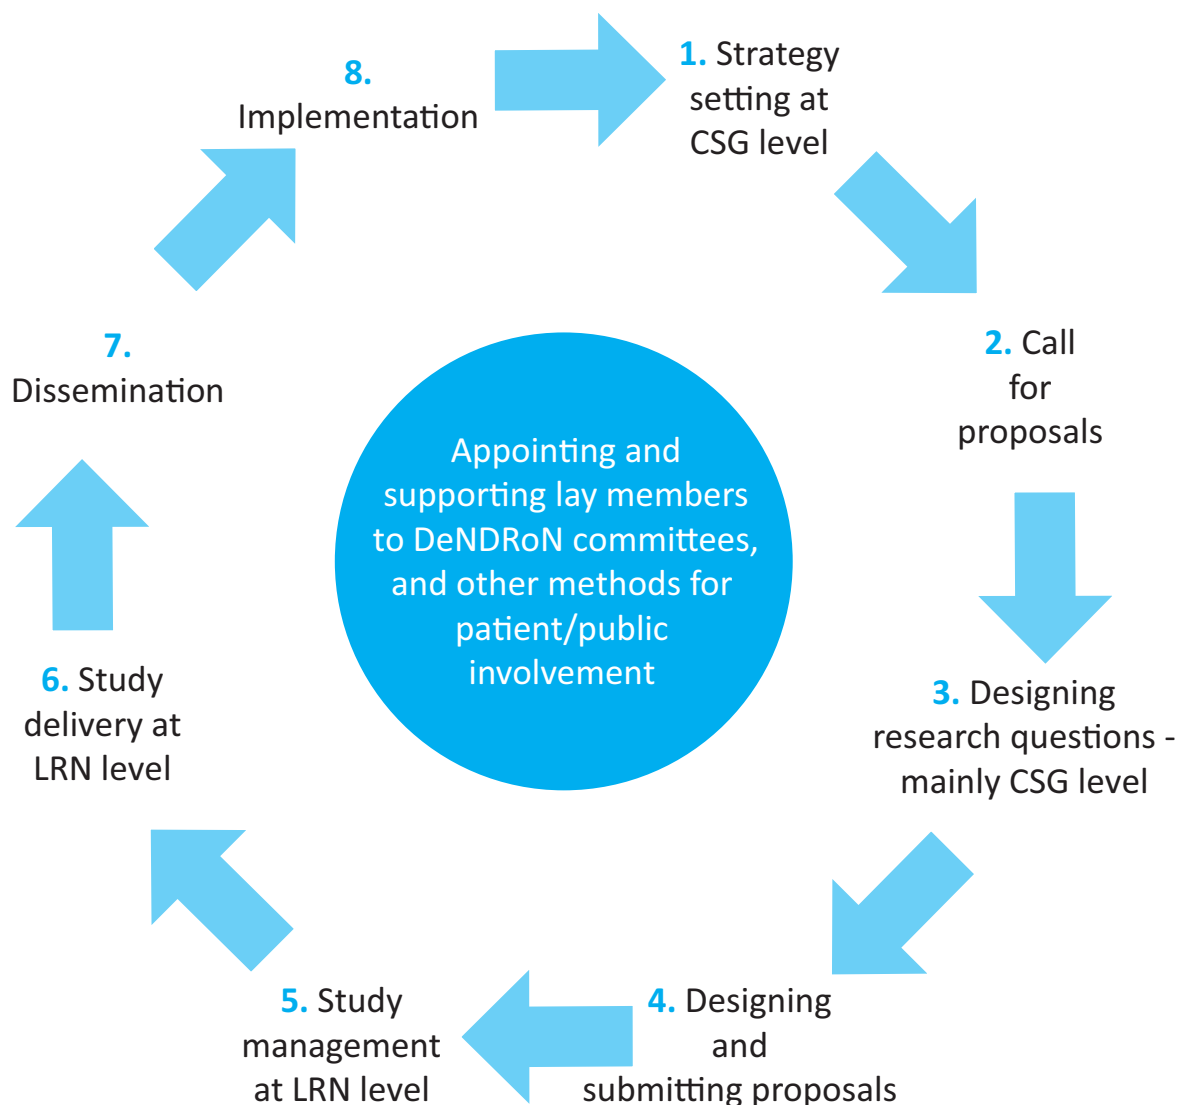 1. Strategy
setting at
CSG level
2. Call
for
proposals
3. Designing
research questions -
mainly CSG level
4. Designing
and
submitting proposals
5. Study
management
at LRN level
6. Study
delivery at
LRN level
7.
Dissemination
8.
Implementation
Appointing and
supporting lay members
to DeNDRoN committees,
and other methods for
patient/public
involvement